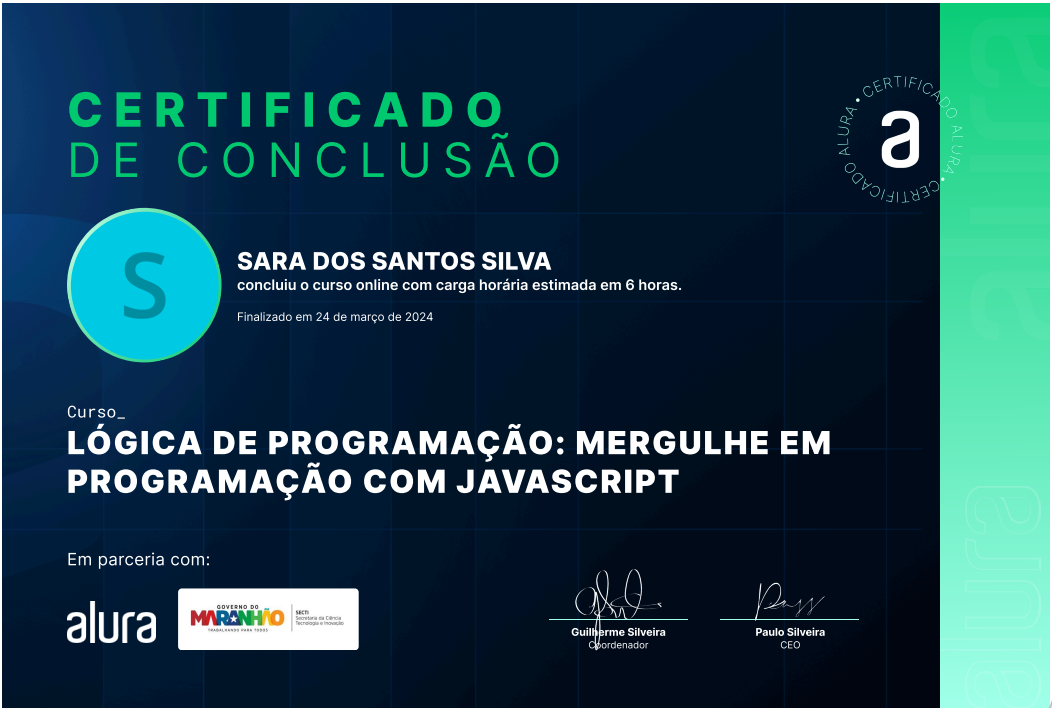 CERTIFICADO
DE CONCLUSÃO
• CERTIFICADO ALURA • CERTIFICADO ALURA
a
S
SARA DOS SANTOS SILVA
concluiu o curso online com carga horária estimada em 6 horas.
Finalizado em 24 de março de 2024
Curso_
LÓGICA DE PROGRAMAÇÃO: MERGULHE EM
PROGRAMAÇÃO COM JAVASCRIPT
Em parceria com:
alura
GOVERNO DO
MARANHÃO
TRABALHANDO PARA TODOS
SECTI
Secretaria da Ciência
Tecnologia e Inovação
Guilherme Silveira
Coordenador
Paulo Silveira
CEO
alura
alura
alura